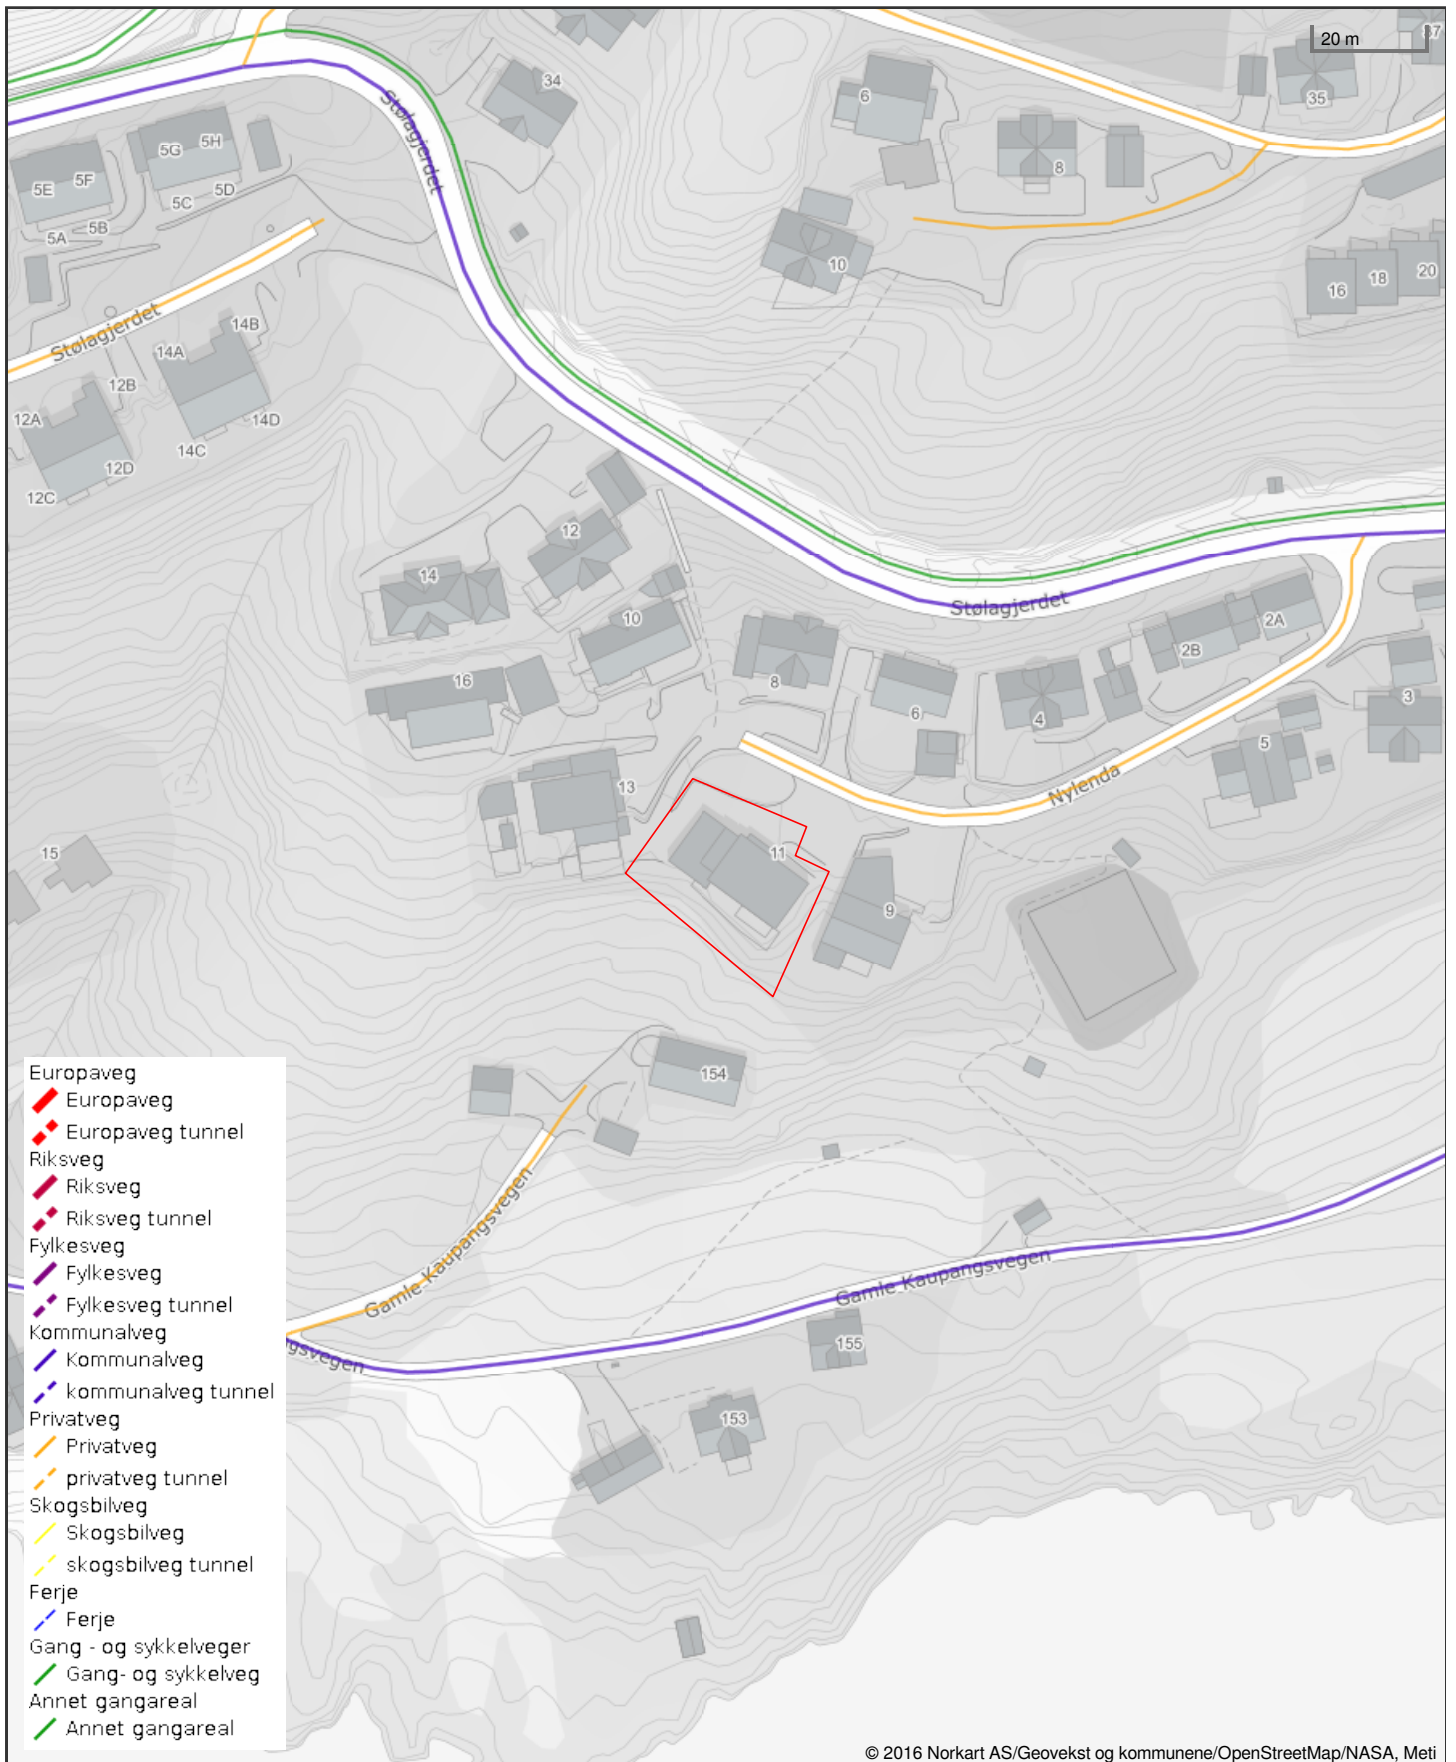 20 m
37
34
6
35
Stølagjerdet
5G
5H
8
5E
5F
5C
5D
5B
5A
10
16
18
20
Stølagjerdet
14B
14A
12B
12A
14D
14C
12D
12C
12
14
Stølagjerdet
10
2A
2B
16
8
6
4
3
5
13
Nylenda
15
11
9
154
Gamle Kaupangsvegen
Gamle Kaupangsvegen
gsvegen
155
153
Europaveg
Europaveg
Europaveg tunnel
Riksveg
Riksveg
Riksveg tunnel
Fylkesveg
Fylkesveg
Fylkesveg tunnel
Kommunalveg
Kommunalveg
kommunalveg tunnel
Privatveg
Privatveg
privatveg tunnel
Skogsbilveg
Skogsbilveg
skogsbilveg tunnel
Ferje
Ferje
Gang - og sykkelveger
Gang- og sykkelveg
Annet gangareal
Annet gangareal
© 2016 Norkart AS/Geovekst og kommunene/OpenStreetMap/NASA, Meti